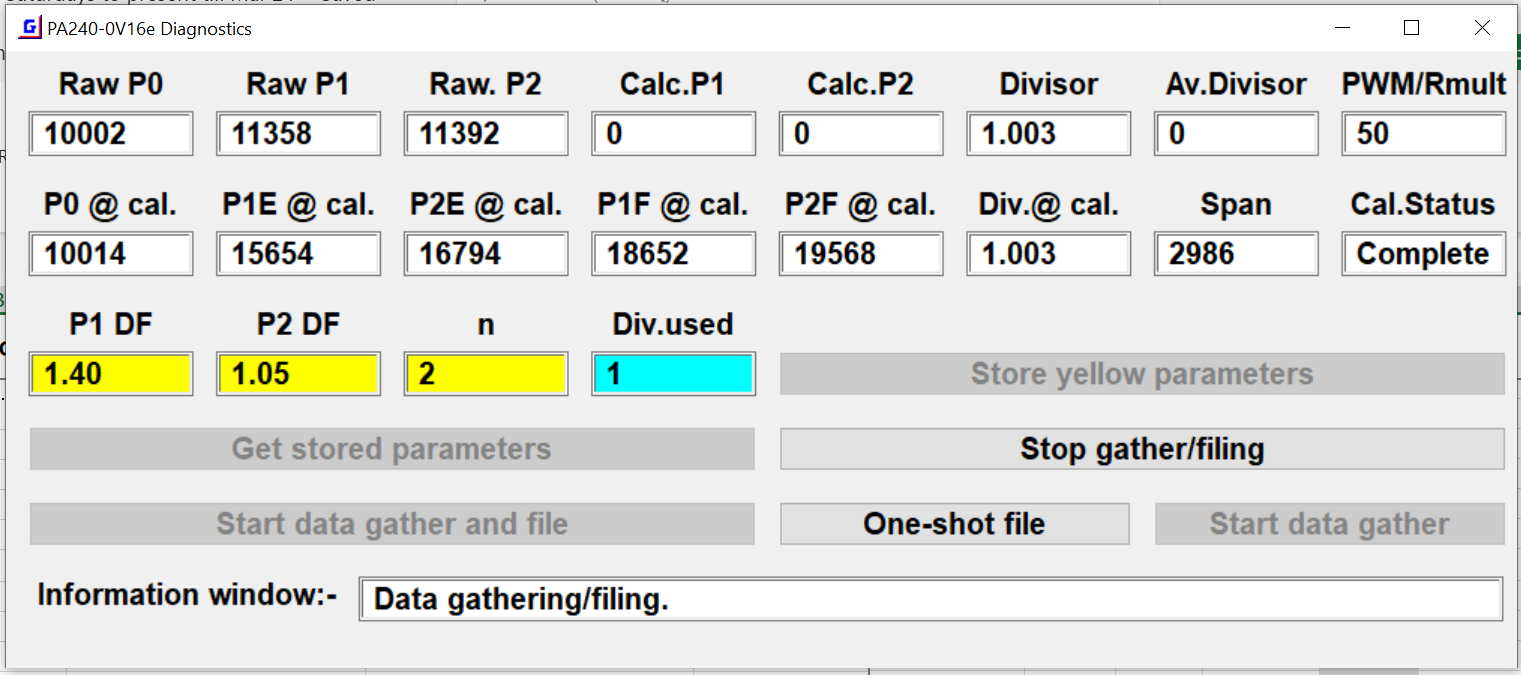 PA240-0V16e Diagnostics
Raw P0 Raw P1 Raw. P2 Calc.P1 Calc.P2 Divisor Av.Divisor PWM/Rmult
10002 11358 11392 0 0 1.003 0 50
P0 @ cal. P1E @ cal. P2E @ cal. P1F @ cal. P2F @ cal. Div.@ cal. Span Cal.Status
10014 15654 16794 18652 19568 1.003 2986 Complete
P1 DF P2 DF n Div.used
1.40 1.05 2 1 Store yellow parameters
Get stored parameters Stop gather/filing
Start data gather and file One-shot file Start data gather
Information window:- Data gathering/filing.